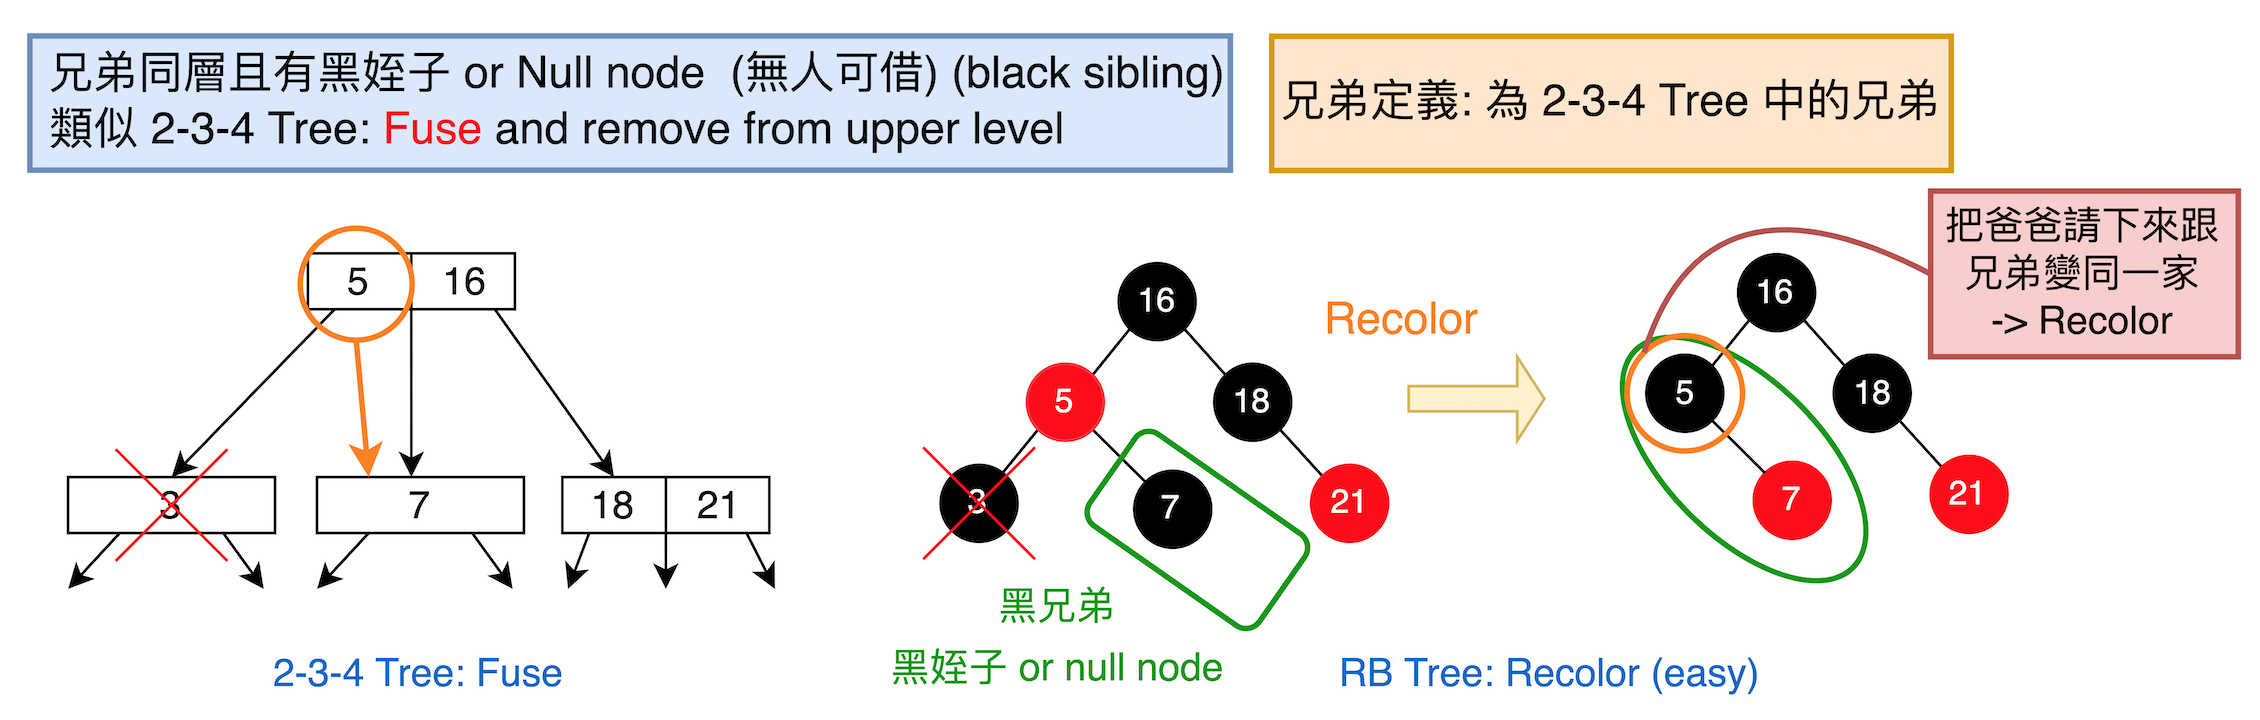 兄弟同層且有黑姪子 or Null node (無人可借) (black sibling)
類似 2-3-4 Tree: Fuse and remove from upper level
兄弟定義: 為 2-3-4 Tree 中的兄弟
把爸爸請下來跟
兄弟變同一家
-> Recolor
5 16
3
7
18 21
2-3-4 Tree: Fuse
16
5
18
3
7
21
黑兄弟
黑姪子 or null node
Recolor
16
5
18
7
21
RB Tree: Recolor (easy)